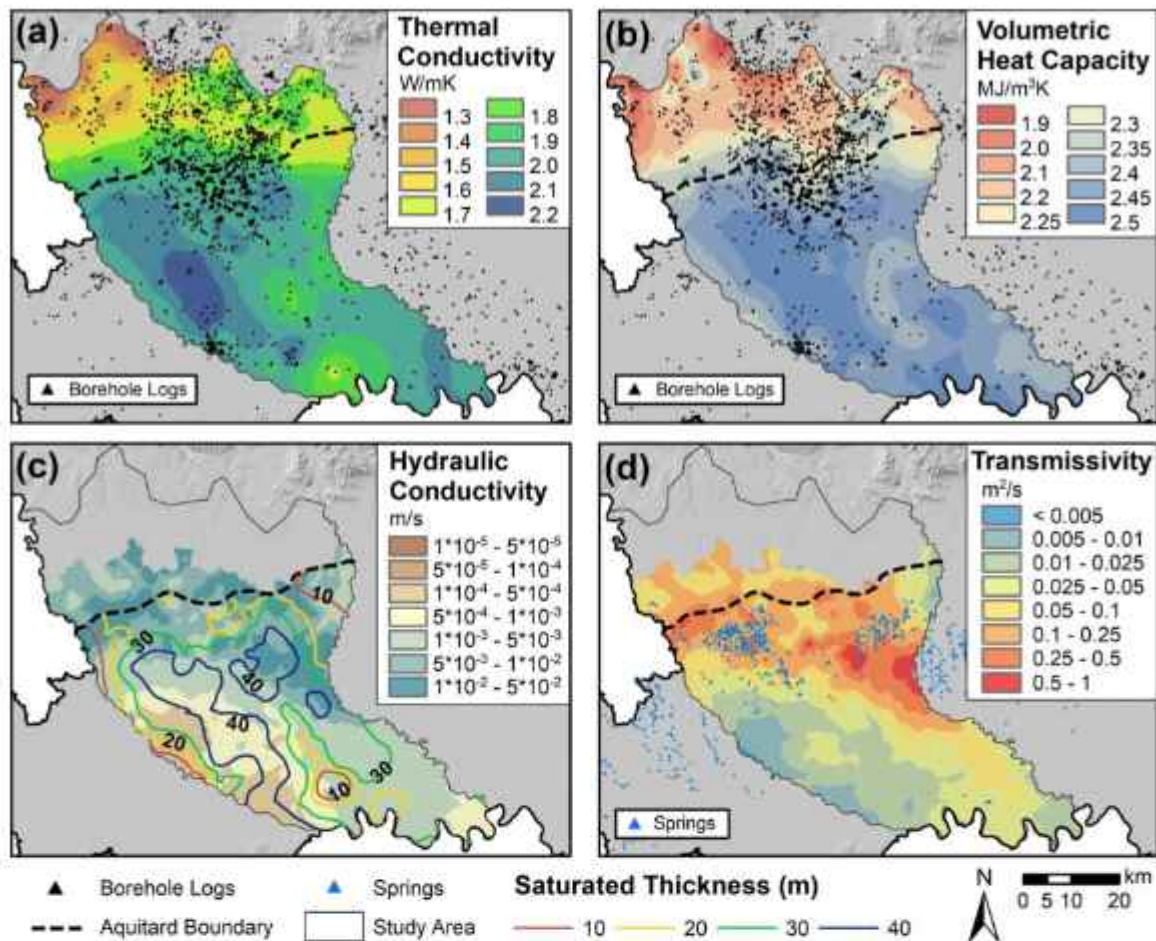 (a)
Thermal
Conductivity
W/mK
1.3
1.4
1.5
1.6
1.7
1.8
1.9
2.0
2.1
2.2
Borehole Logs
(b)
Volumetric
Heat Capacity
MJ/m³K
1.9
2.0
2.1
2.2
2.25
2.3
2.35
2.4
2.45
2.5
Borehole Logs
(c)
Hydraulic
Conductivity
m/s
1*10⁻⁵ - 5*10⁻⁵
5*10⁻⁵ - 1*10⁻⁴
1*10⁻⁴ - 5*10⁻⁴
5*10⁻⁴ - 1*10⁻³
1*10⁻³ - 5*10⁻³
5*10⁻³ - 1*10⁻²
1*10⁻² - 5*10⁻²
10
30
40
40
20
30
10
(d)
Transmissivity
m²/s
< 0.005
0.005 - 0.01
0.01 - 0.025
0.025 - 0.05
0.05 - 0.1
0.1 - 0.25
0.25 - 0.5
0.5 - 1
Springs
Borehole Logs
Springs
Saturated Thickness (m)
Aquitard Boundary
Study Area
10
20
30
40
N
km
0 5 10 20